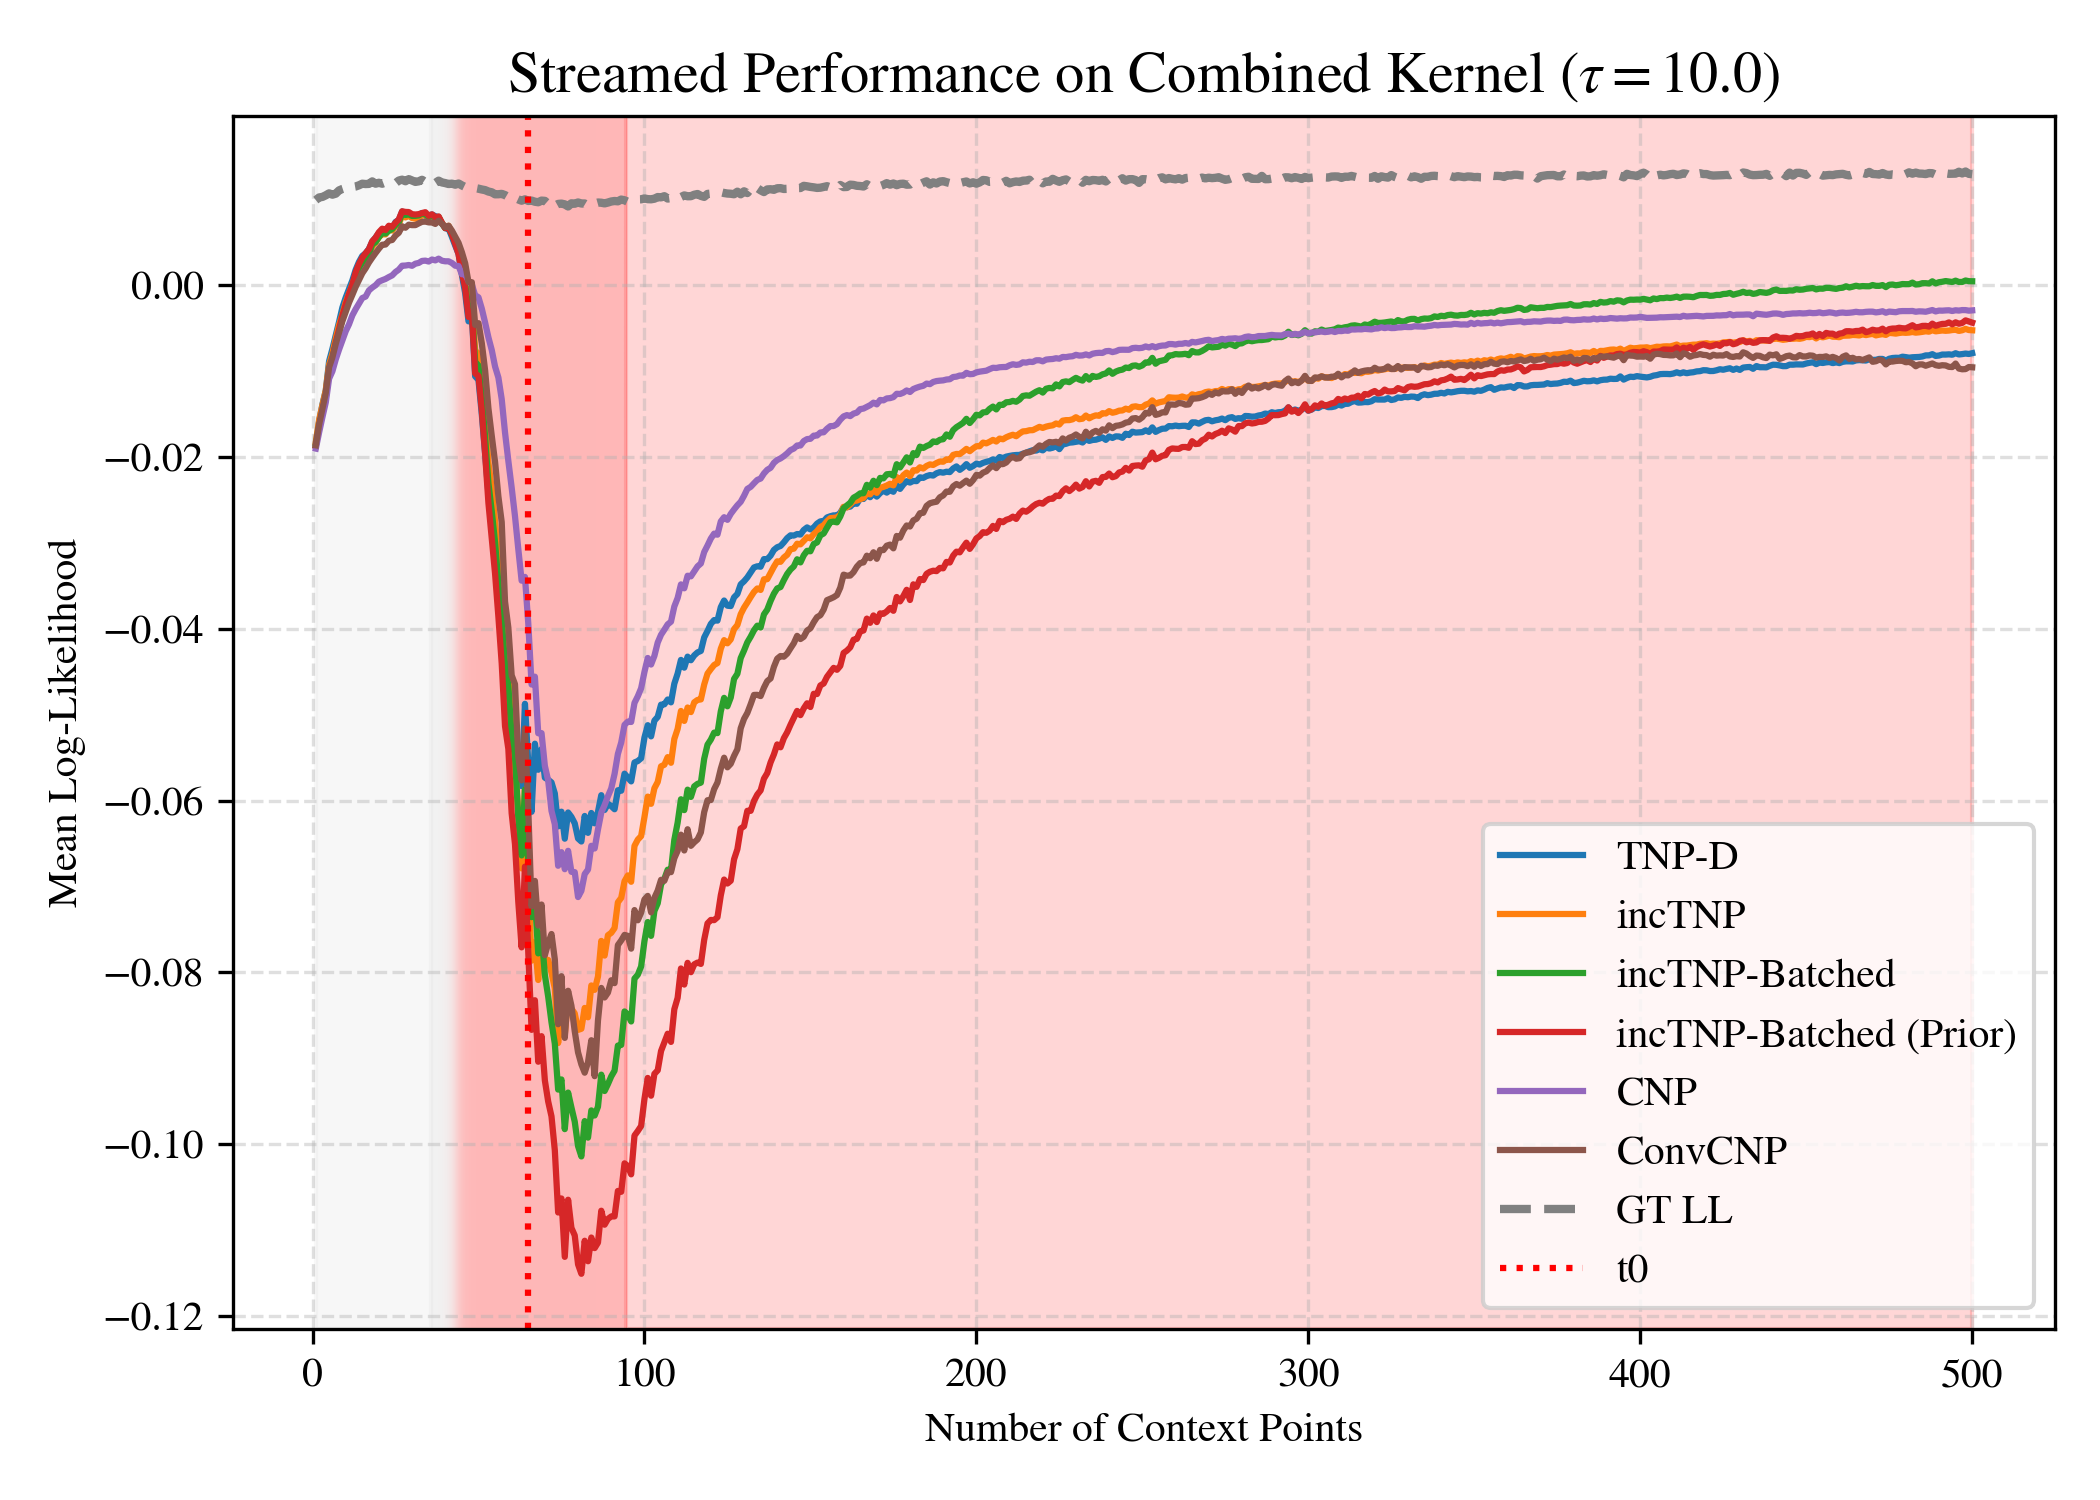 Streamed Performance on Combined Kernel (τ = 10.0)
Mean Log-Likelihood
0.00
−0.02
−0.04
−0.06
−0.08
−0.10
−0.12
TNP-D
incTNP
incTNP-Batched
incTNP-Batched (Prior)
CNP
ConvCNP
GT LL
t0
0 100 200 300 400 500
Number of Context Points